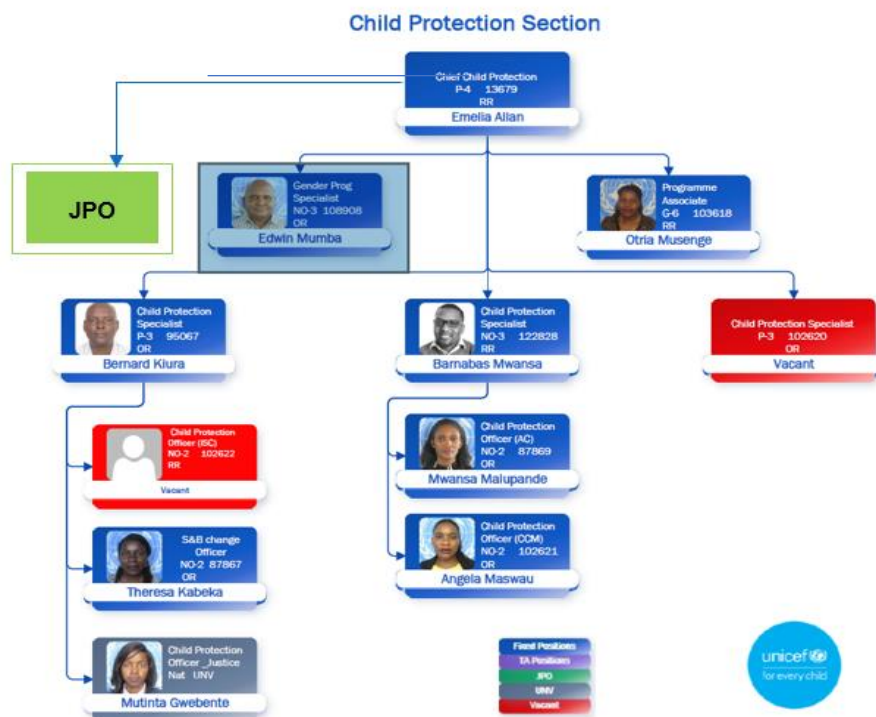 Child Protection Section
Chief Child Protection
P-4 13679
RR
Emelia Allan
JPO
Gender Prog
Specialist
NO-3 108908
OR
Edwin Mumba
Programme
Associate
G-6 103618
RR
Otria Musenge
Child Protection
Specialist
P-3 95067
OR
Bernard Kiura
Child Protection
Specialist
NO-3 122828
RR
Barnabas Mwansa
Child Protection Specialist
P-3 102620
OR
Vacant
Child Protection
Officer (ISC)
NO-2 102622
RR
Vacant
Child Protection
Officer (AC)
NO-2 87869
OR
Mwansa Malupande
S&B change
Officer
NO-2 87867
OR
Theresa Kabeka
Child Protection
Officer (CCM)
NO-2 102621
OR
Angela Maswau
Child Protection
Officer _Justice
Nat UNV
Mutinta Gwebente
Fixed Positions
TA Positions
JPO
UNV
Vacant
unicef
for every child